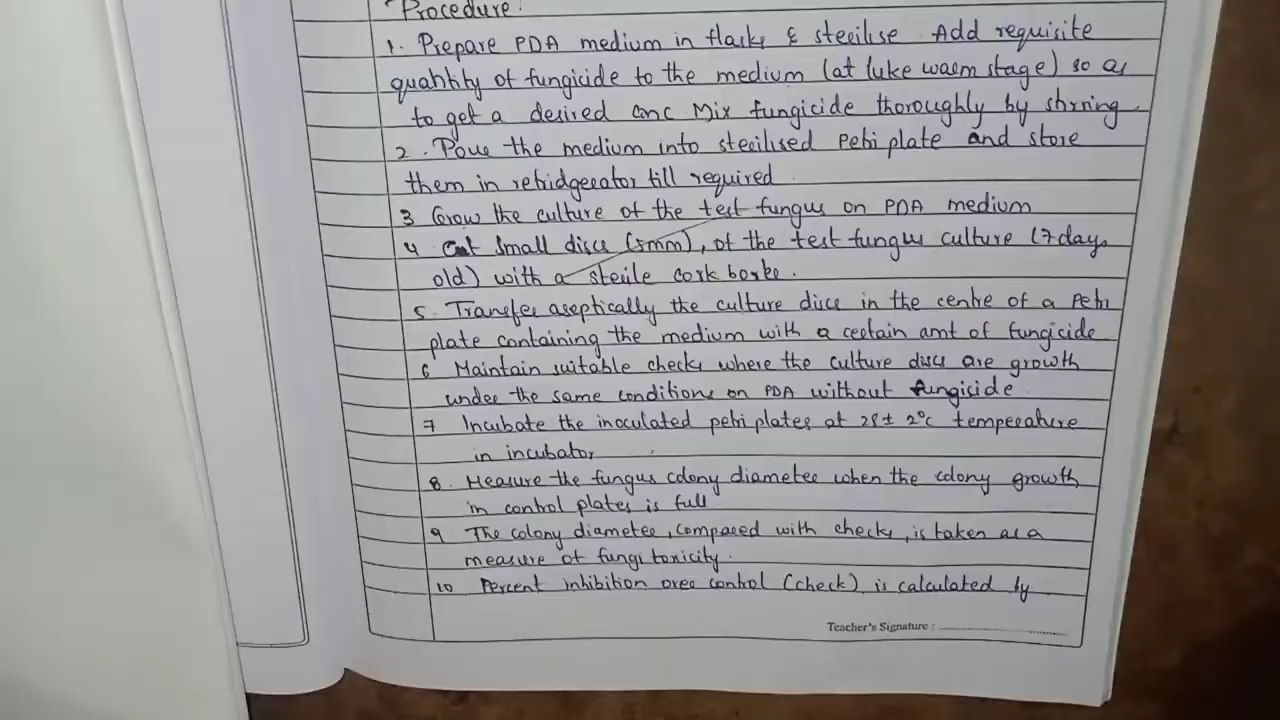 Procedure:
1. Prepare PDA medium in flasks & sterilise Add requisite
quantity of fungicide to the medium (at luke warm stage) so as
to get a desired conc Mix fungicide thoroughly by stirring.
2. Pour the medium into sterilised Petri plate and store
them in refridgerator till required.
3 Grow the culture of the test fungus on PDA medium
4 Cut small discs (5mm), of the test fungus culture (7 days
old) with a sterile cork borke.
5. Transfer aseptically the culture discs in the centre of a Petri
plate containing the medium with a certain amt of fungicide
6 Maintain suitable checks where the culture discs are growth
under the same conditions on PDA without fungicide.
7 Incubate the inoculated petri plates at 28± 2°c temperature
in incubator
8. Measure the fungus colony diameter when the colony growth
in control plates is full
9 The colony diameter, compared with checks, is taken as a
measure of fungi toxicity.
10 Percent inhibition over control (check) is calculated by
Teacher's Signature :